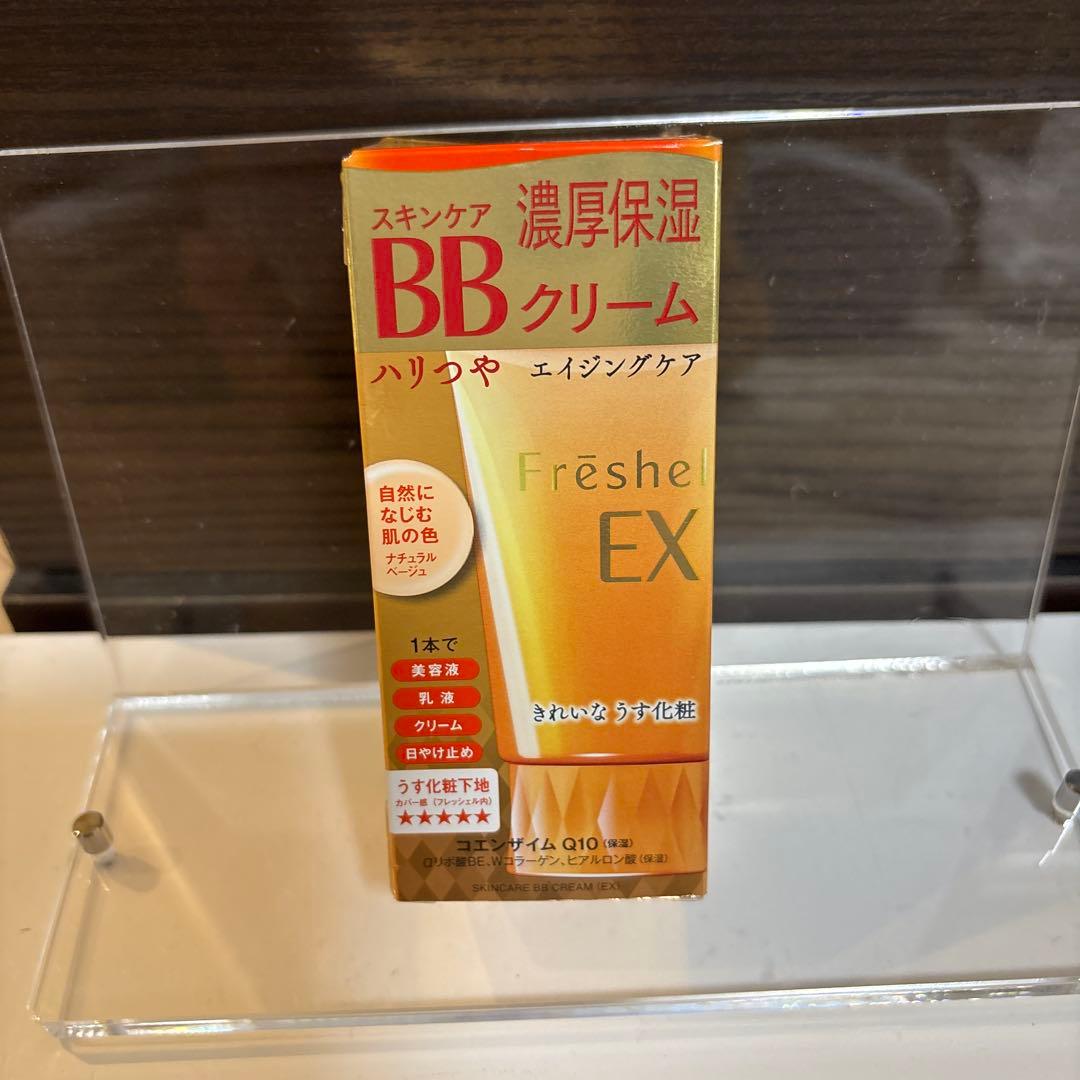 スキンケア
濃厚保湿
BBクリーム
ハリつや エイジングケア
Frēshel
EX
自然に
なじむ
肌の色
ナチュラル
ベージュ
1本で
美容液
乳液
クリーム
日やけ止め
うす化粧下地
カバー感 (フレッシェル内)
★★★★★
きれいな うす化粧
コエンザイム Q10 (保湿)
αリポ酸BE、Wコラーゲン、ヒアルロン酸 (保湿)
SKINCARE BB CREAM (EX)